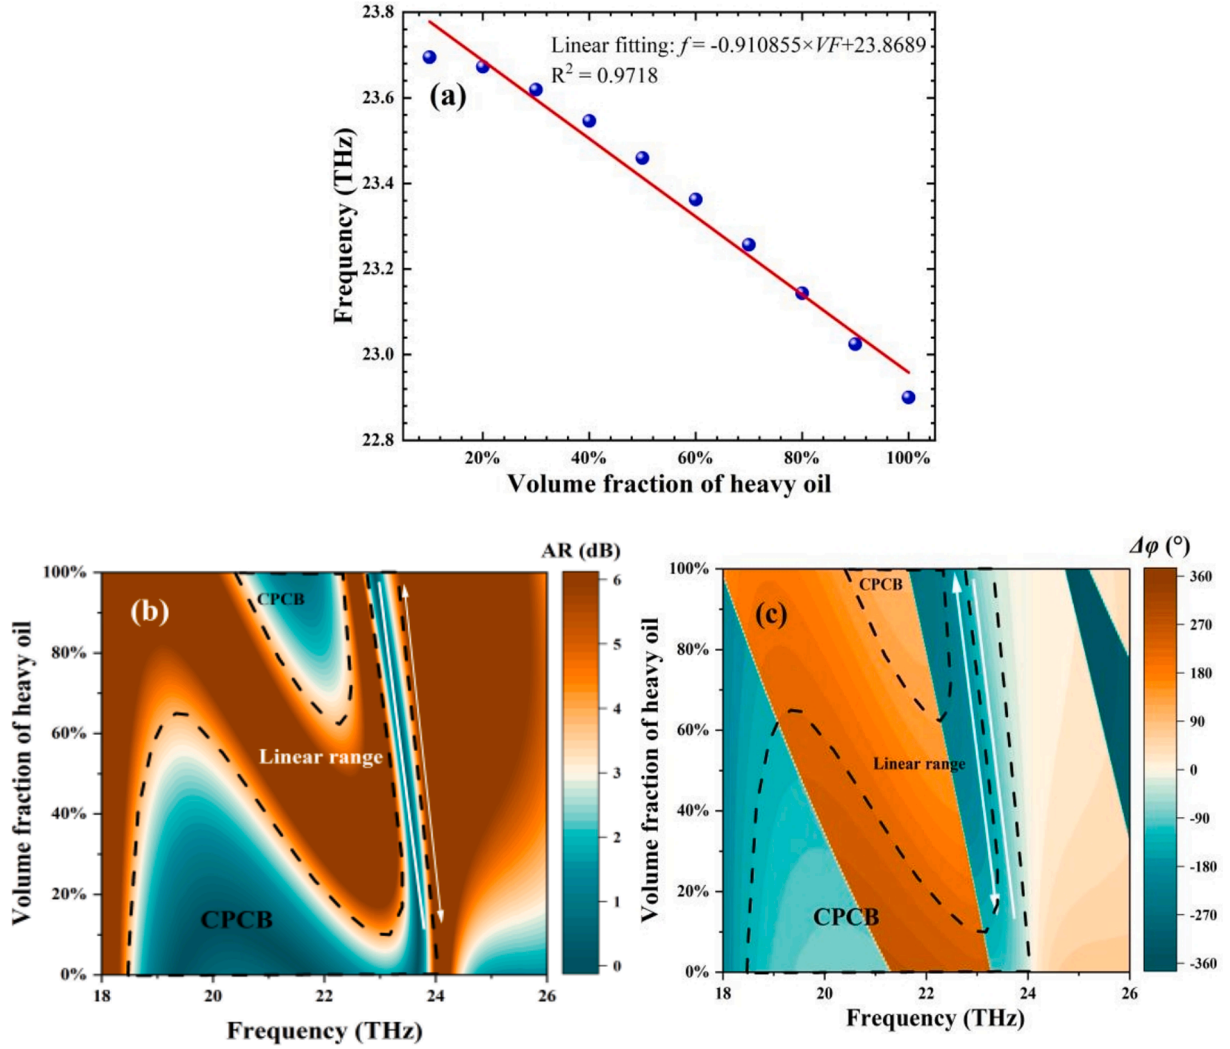 23.8
23.6
23.4
23.2
23.0
22.8
Frequency (THz)
Linear fitting: f = -0.910855×VF+23.8689
R² = 0.9718
(a)
20% 40% 60% 80% 100%
Volume fraction of heavy oil
AR (dB)
100%
80%
60%
40%
20%
0%
Volume fraction of heavy oil
(b)
CPCB
Linear range
CPCB
18 20 22 24 26
Frequency (THz)
6
5
4
3
2
1
0
Δφ (°)
100%
80%
60%
40%
20%
0%
Volume fraction of heavy oil
(c)
CPCB
Linear range
CPCB
18 20 22 24 26
Frequency (THz)
360
270
180
90
0
-90
-180
-270
-360